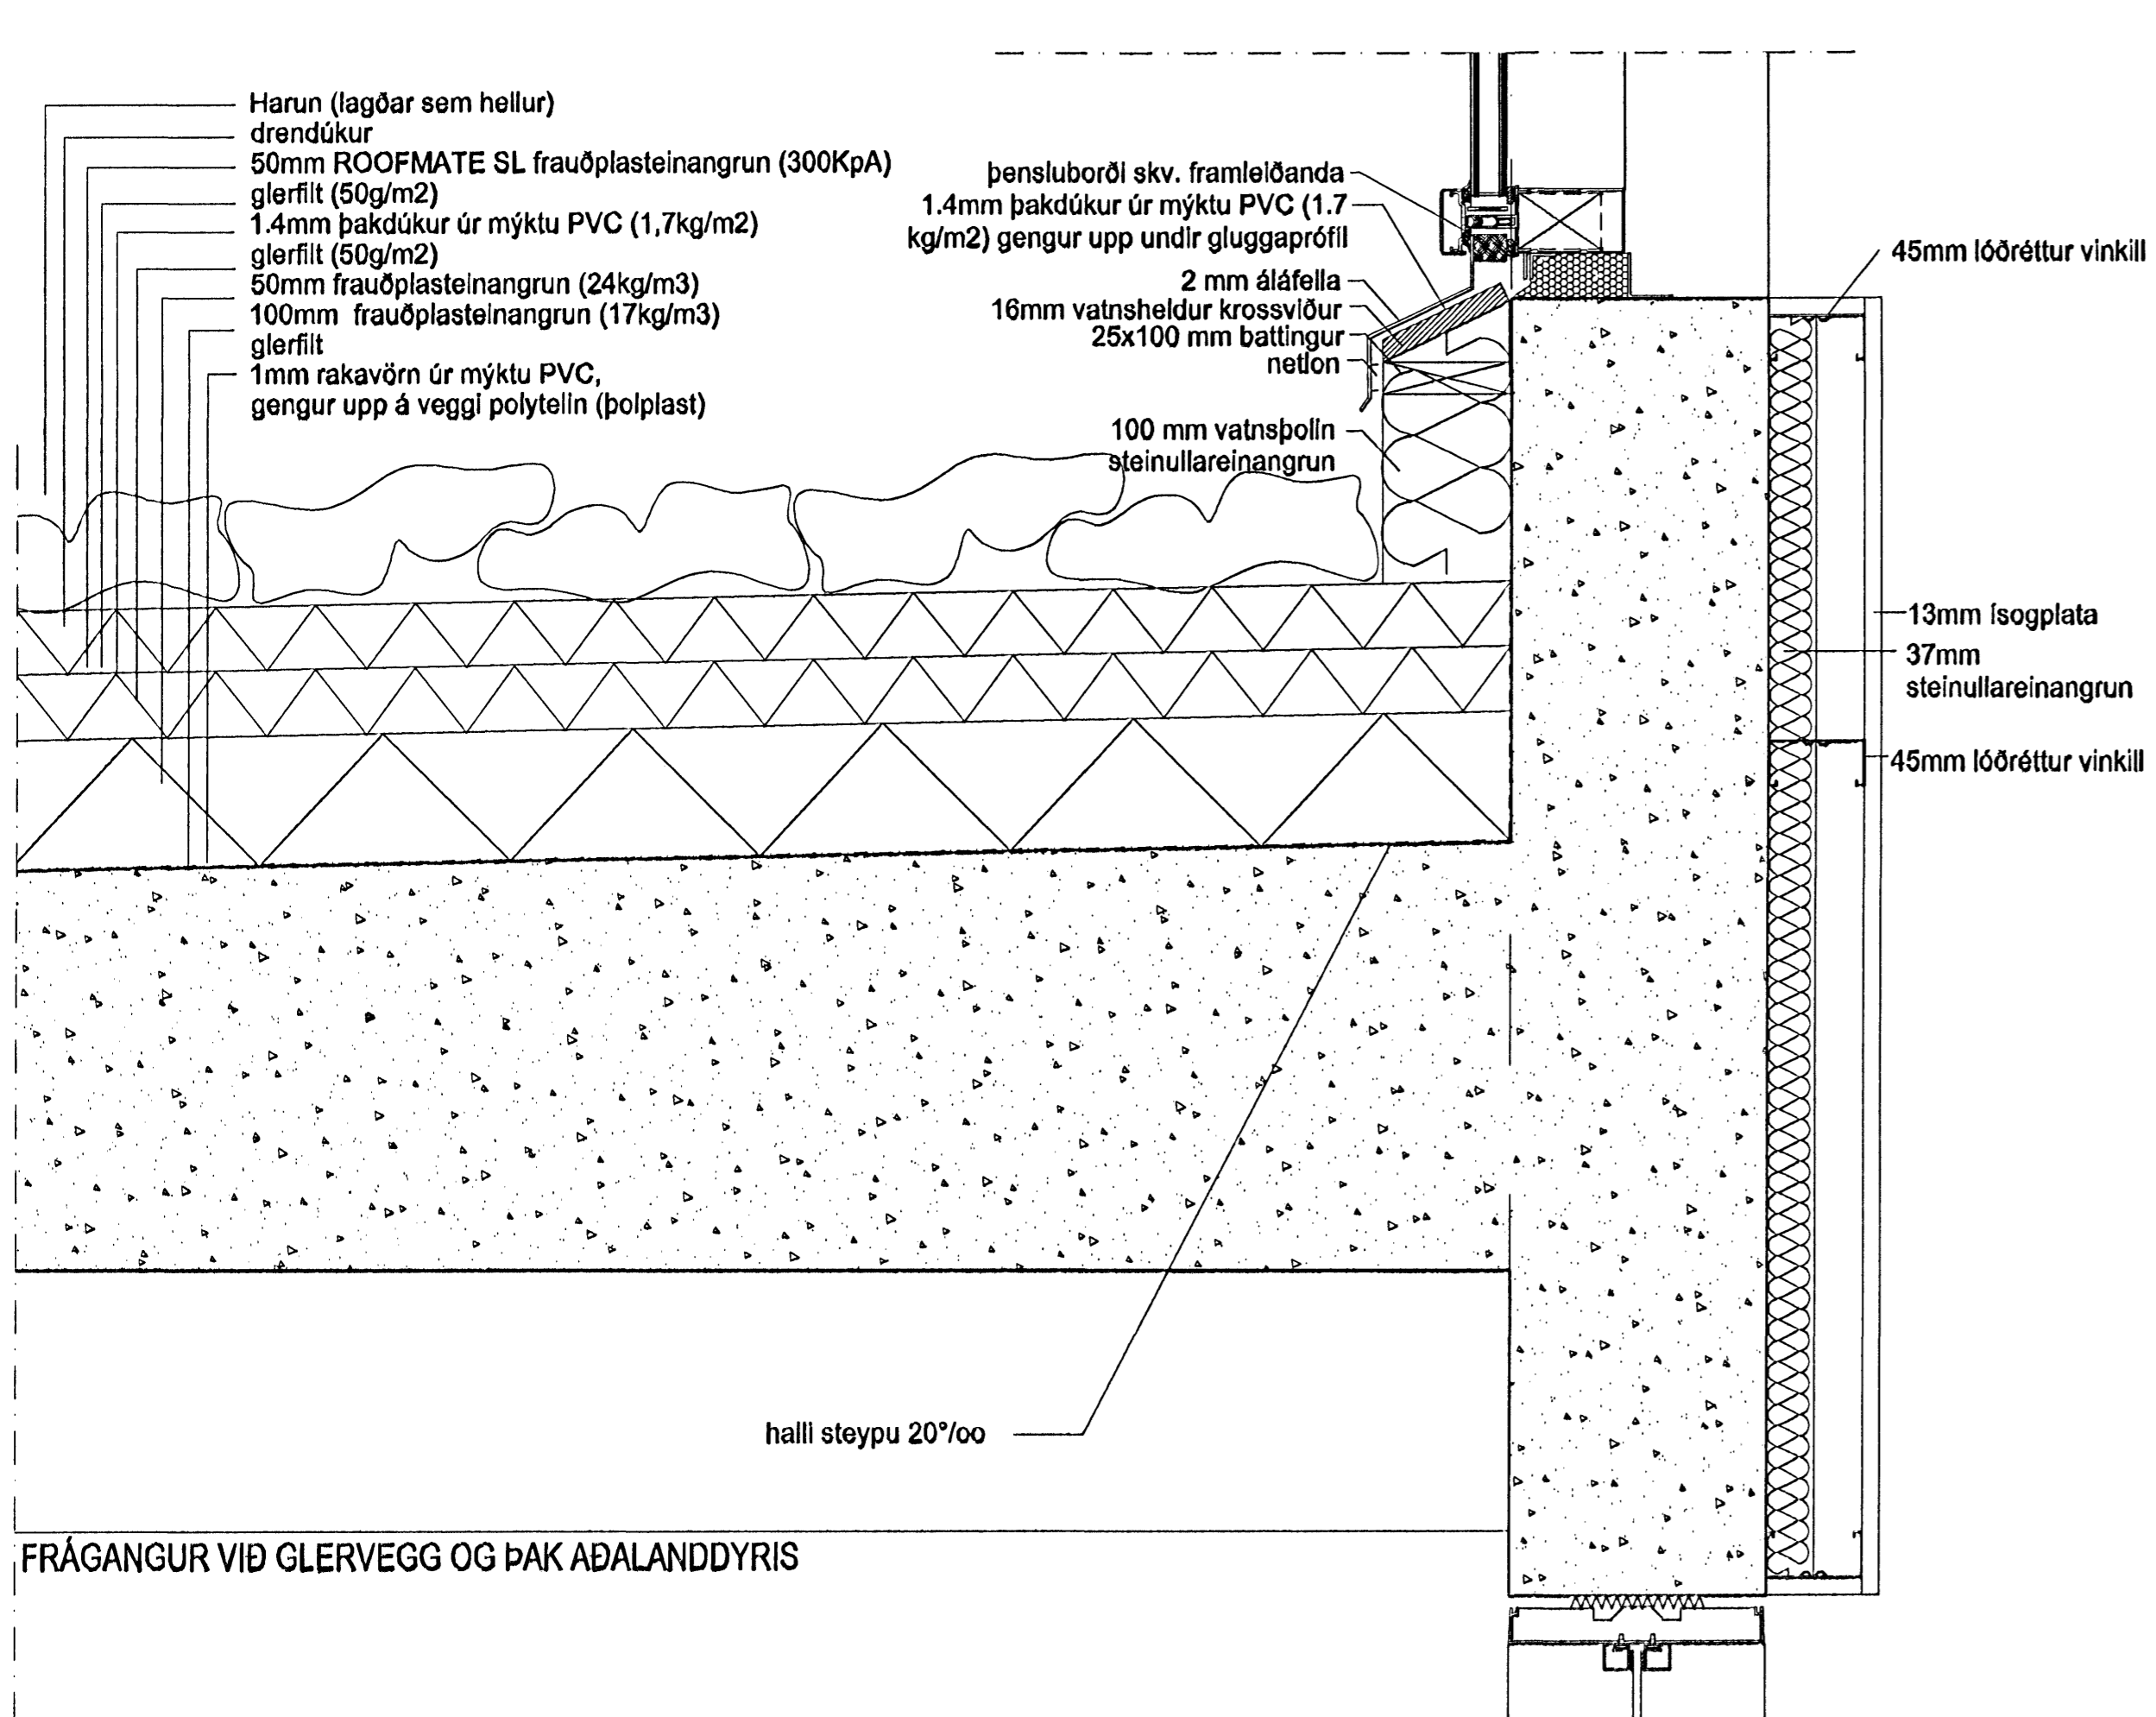 Harun (lagðar sem hellur)
drendúkur
50mm ROOFMATE SL frauðplasteinangrun (300KpA)
glerfilt (50g/m2)
1.4mm þakdúkur úr mýktu PVC (1,7kg/m2)
glerfilt (50g/m2)
50mm frauðplasteinangrun (24kg/m3)
100mm frauðplasteinangrun (17kg/m3)
glerfilt
1mm rakavörn úr mýktu PVC,
gengur upp á veggi polytelin (þolplast)
þensluborði skv. framleiðanda
1.4mm þakdúkur úr mýktu PVC (1.7
kg/m2) gengur upp undir gluggaprófíl
2 mm áláfella
16mm vatnsheldur krossviður
25x100 mm battingur
netlon
100 mm vatnsþolin
steinullareinangrun
45mm lóðréttur vinkill
13mm ísogplata
37mm
steinullareinangrun
45mm lóðréttur vinkill
halli steypu 20°/oo
FRÁGANGUR VIÐ GLERVEGG OG ÞAK AÐALANDDYRIS